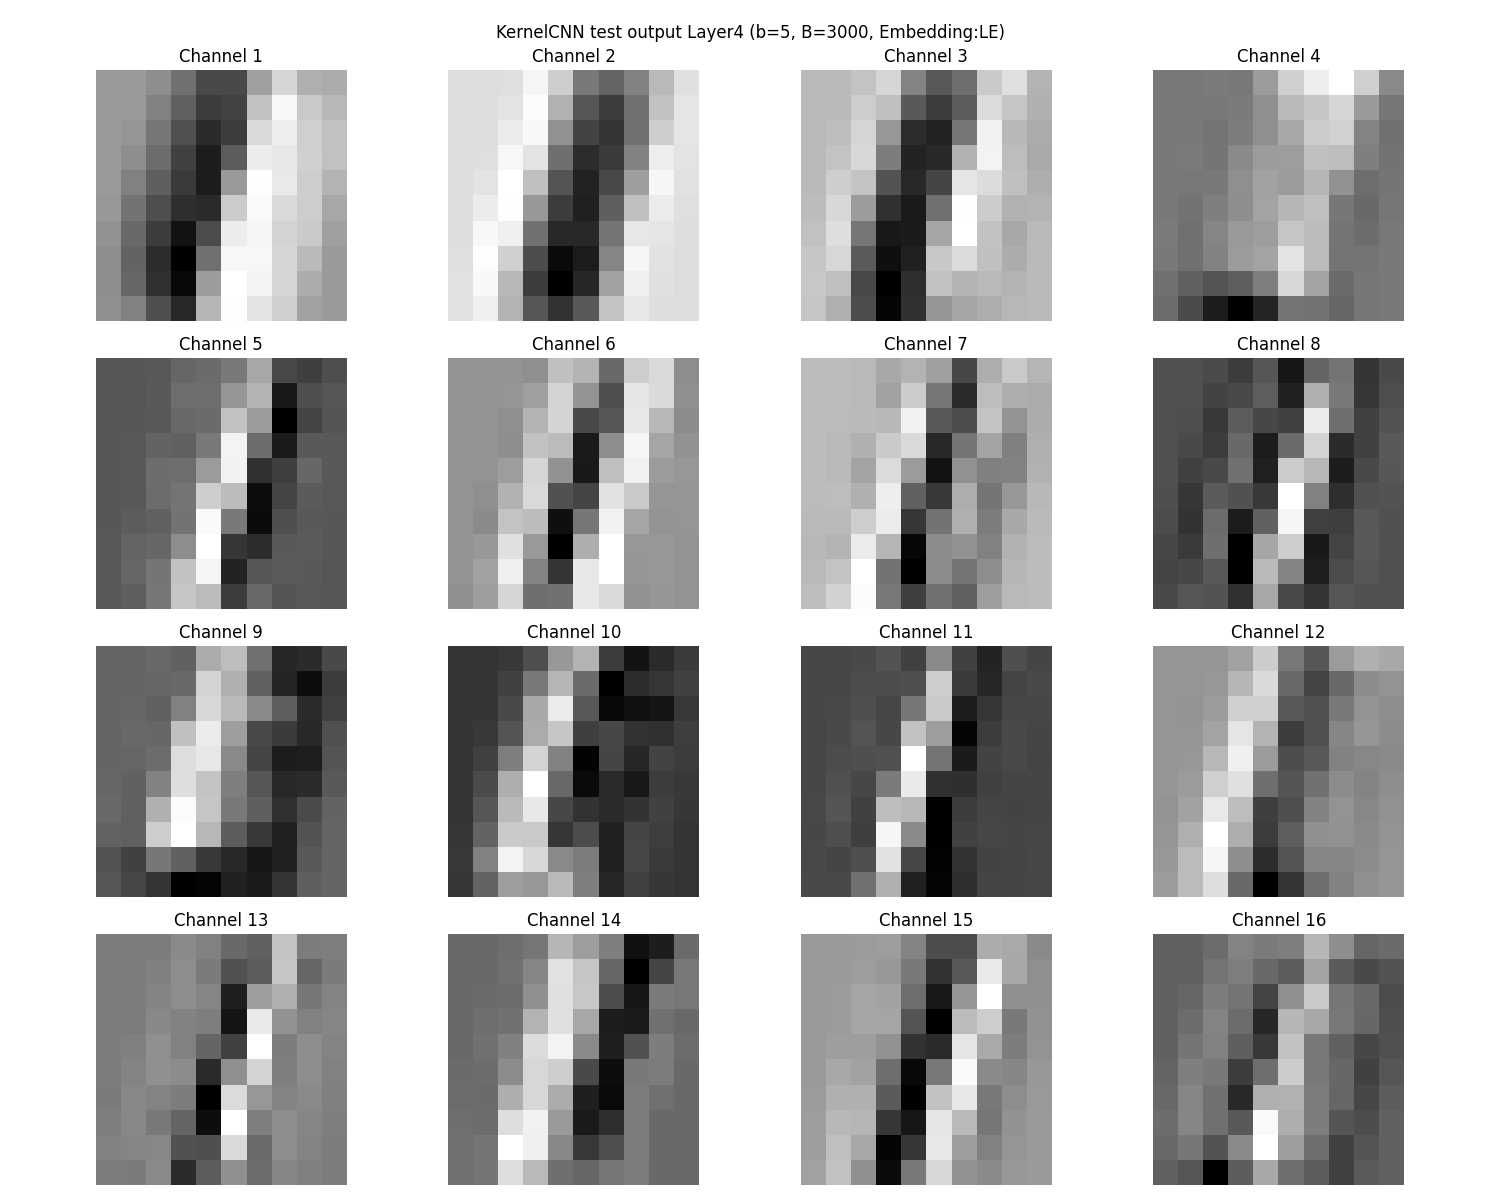 KernelCNN test output Layer4 (b=5, B=3000, Embedding:LE)
Channel 1
Channel 2
Channel 3
Channel 4
Channel 5
Channel 6
Channel 7
Channel 8
Channel 9
Channel 10
Channel 11
Channel 12
Channel 13
Channel 14
Channel 15
Channel 16